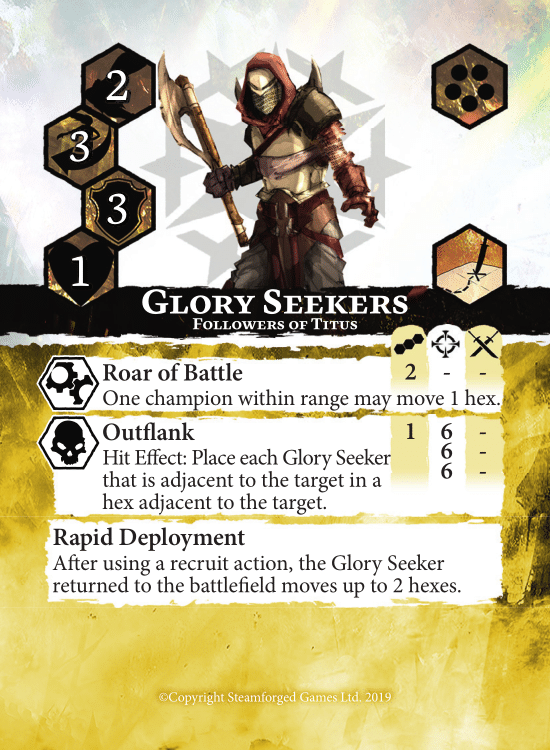 2
3
3
1
Glory Seekers
Followers of Titus
Roar of Battle 2 - -
One champion within range may move 1 hex.
Outflank 1 6 -
Hit Effect: Place each Glory Seeker 6 -
that is adjacent to the target in a 6 -
hex adjacent to the target.
Rapid Deployment
After using a recruit action, the Glory Seeker
returned to the battlefield moves up to 2 hexes.
©Copyright Steamforged Games Ltd. 2019